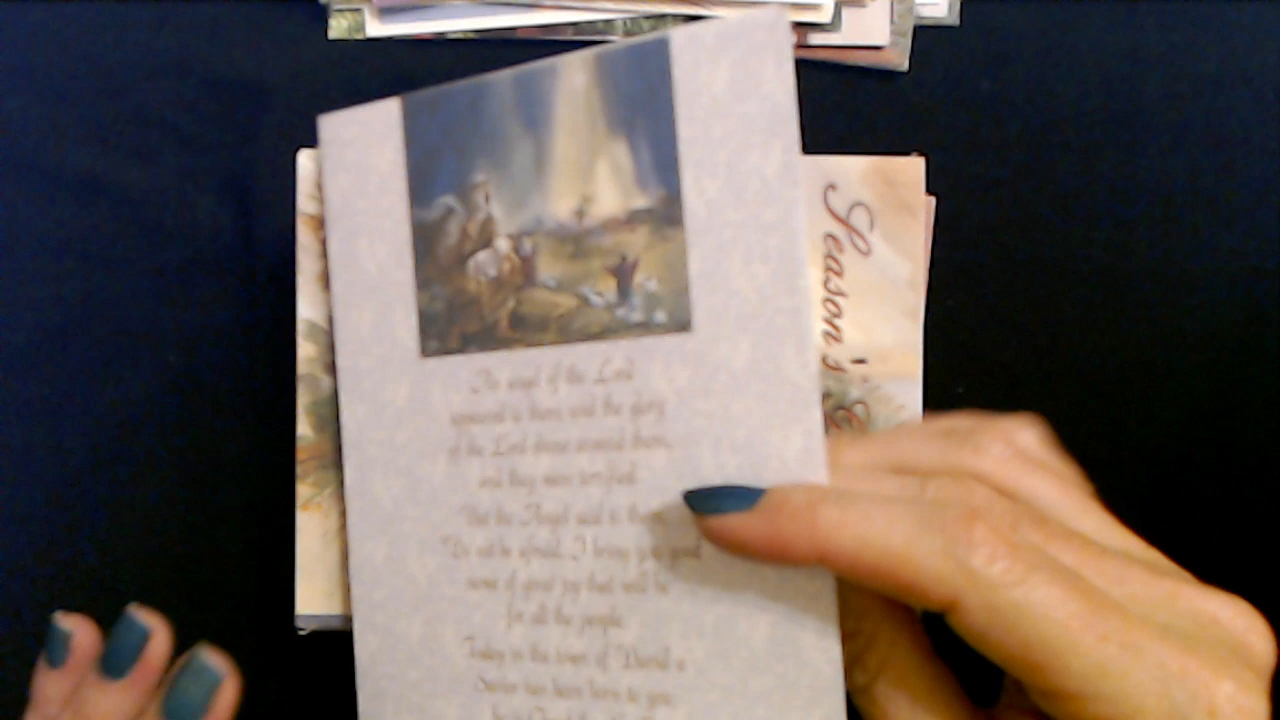 The angel of the Lord
appeared to them, and the glory
of the Lord shone around them,
and they were terrified.
But the Angel said to
"Do not be afraid. I bring you good
news of great joy that will be
for all the people.
Today in the town of David a
Savior has been born to you;
Season's